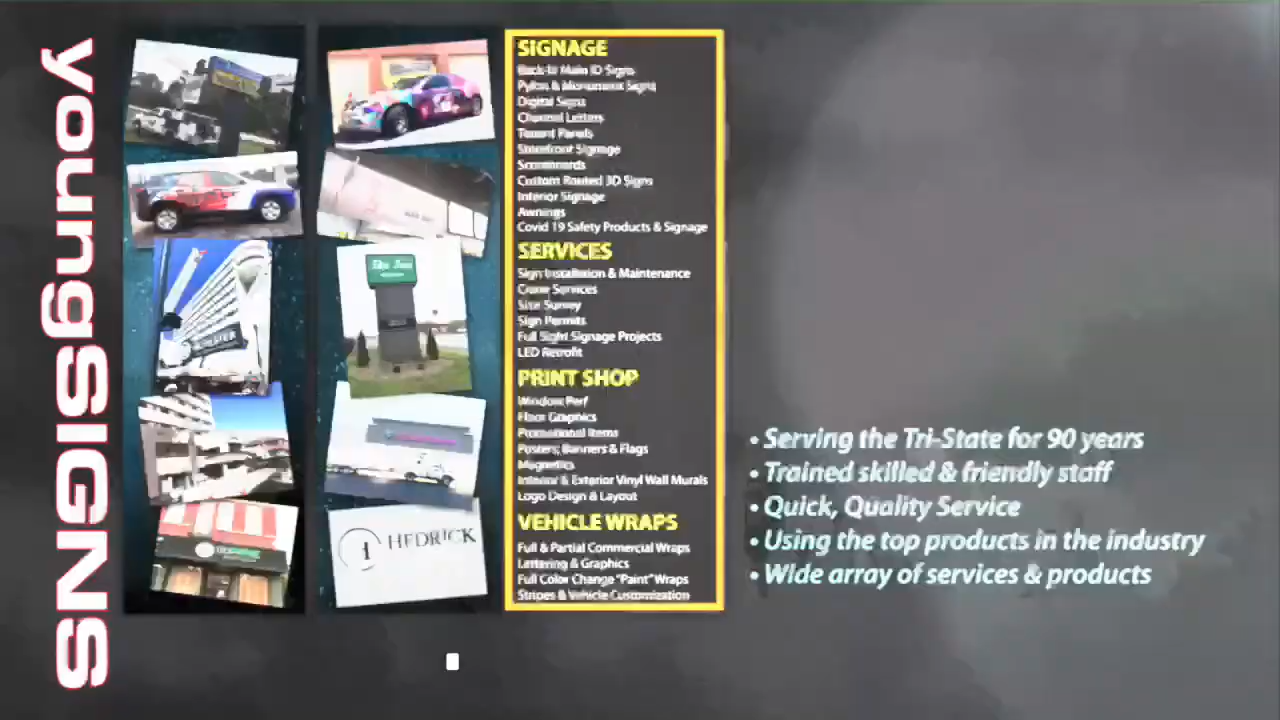 youngSIGNS
SIGNAGE
Back-lit Main ID Signs
Pylon & Monument Signs
Digital Signs
Channel Letters
Tenant Panels
Storefront Signage
Scoreboards
Custom Routed 3D Signs
Interior Signage
Awnings
Covid 19 Safety Products & Signage
SERVICES
Sign Installation & Maintenance
Crane Services
Site Survey
Sign Permits
Full Sight Signage Projects
LED Retrofit
PRINT SHOP
Window Perf
Floor Graphics
Promotional Items
Posters, Banners & Flags
Magnetics
Interior & Exterior Vinyl Wall Murals
Logo Design & Layout
VEHICLE WRAPS
Full & Partial Commercial Wraps
Lettering & Graphics
Full Color Change "Paint" Wraps
Stripes & Vehicle Customization
HEDRICK
• Serving the Tri-State for 90 years
• Trained skilled & friendly staff
• Quick, Quality Service
• Using the top products in the industry
• Wide array of services & products